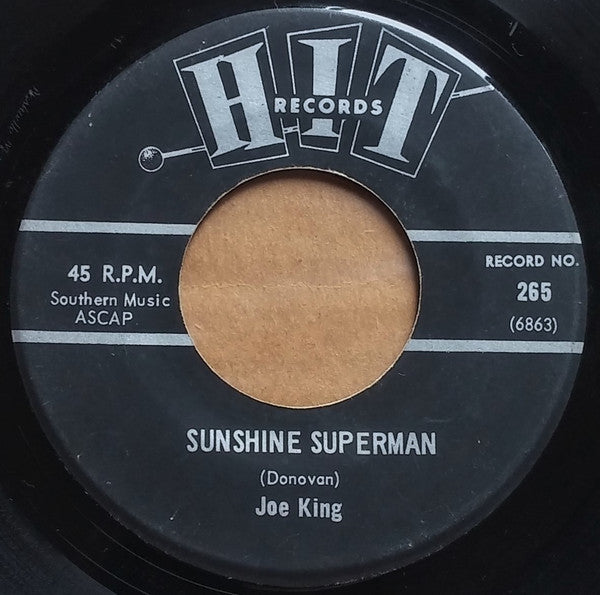 HIT
RECORDS
45 R.P.M.
Southern Music
ASCAP
RECORD NO.
265
(6863)
SUNSHINE SUPERMAN
(Donovan)
Joe King